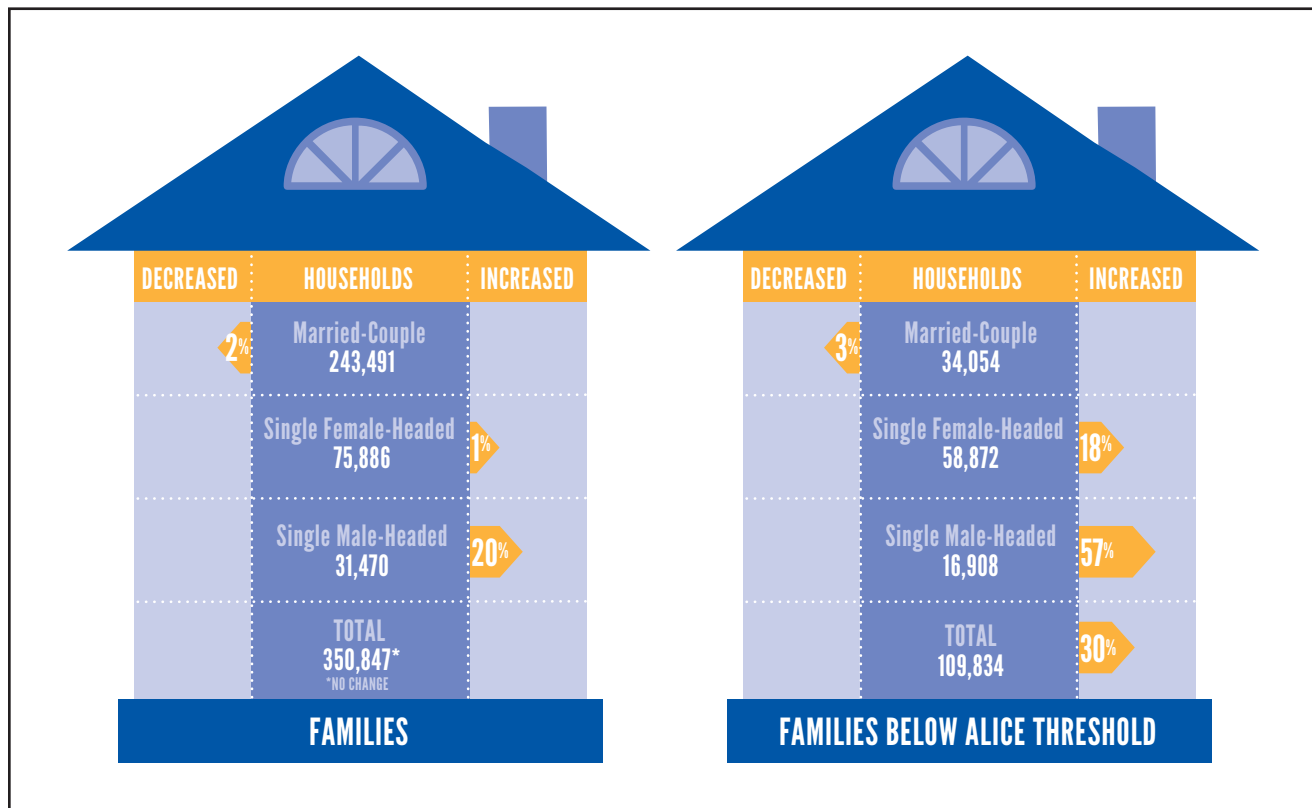 DECREASED HOUSEHOLDS INCREASED
2%
Married-Couple
243,491
Single Female-Headed
75,886
1%
Single Male-Headed
31,470
20%
TOTAL
350,847*
*NO CHANGE
FAMILIES
DECREASED HOUSEHOLDS INCREASED
3%
Married-Couple
34,054
Single Female-Headed
58,872
18%
Single Male-Headed
16,908
57%
TOTAL
109,834
30%
FAMILIES BELOW ALICE THRESHOLD